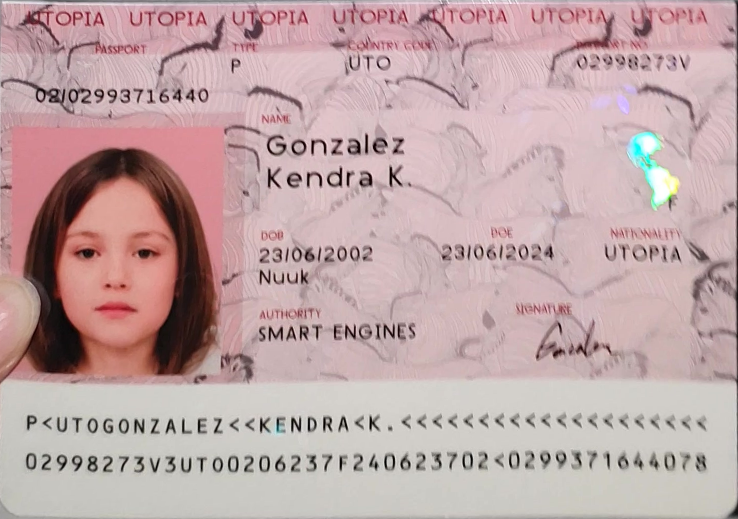 UTOPIA UTOPIA UTOPIA UTOPIA UTOPIA UTOPIA UTOPIA
PASSPORT TYPE COUNTRY CODE PASSPORT NO
P UTO 02998273V
02/02993716440
NAME
Gonzalez
Kendra K.
F
DOB DOE NATIONALITY
23/06/2002 23/06/2024 UTOPIA
Nuuk
AUTHORITY SIGNATURE
SMART ENGINES
P<UTOGONZALEZ<<KENDRA<K.<<<<<<<<<<<<<<<<<<<<
02998273V3UTO0206237F240623702<0299371644078